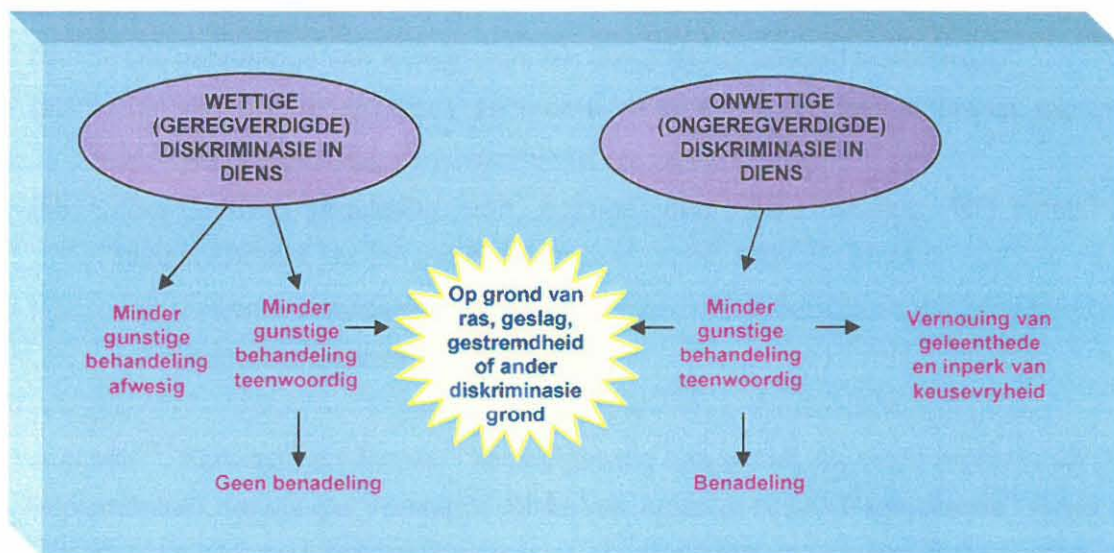 WETTIGE
(GEREGVERDIGDE)
DISKRIMINASIE IN
DIENS
ONWETTIGE
(ONGEREGVERDIGDE)
DISKRIMINASIE IN
DIENS
Minder
gunstige
behandeling
afwesig
Minder
gunstige
behandeling
teenwoordig
Op grond van
ras, geslag,
gestremdheid
of ander
diskriminasie
grond
Minder
gunstige
behandeling
teenwoordig
Vernouing van
geleenthede
en inperk van
keusevryheid
Geen benadeling
Benadeling